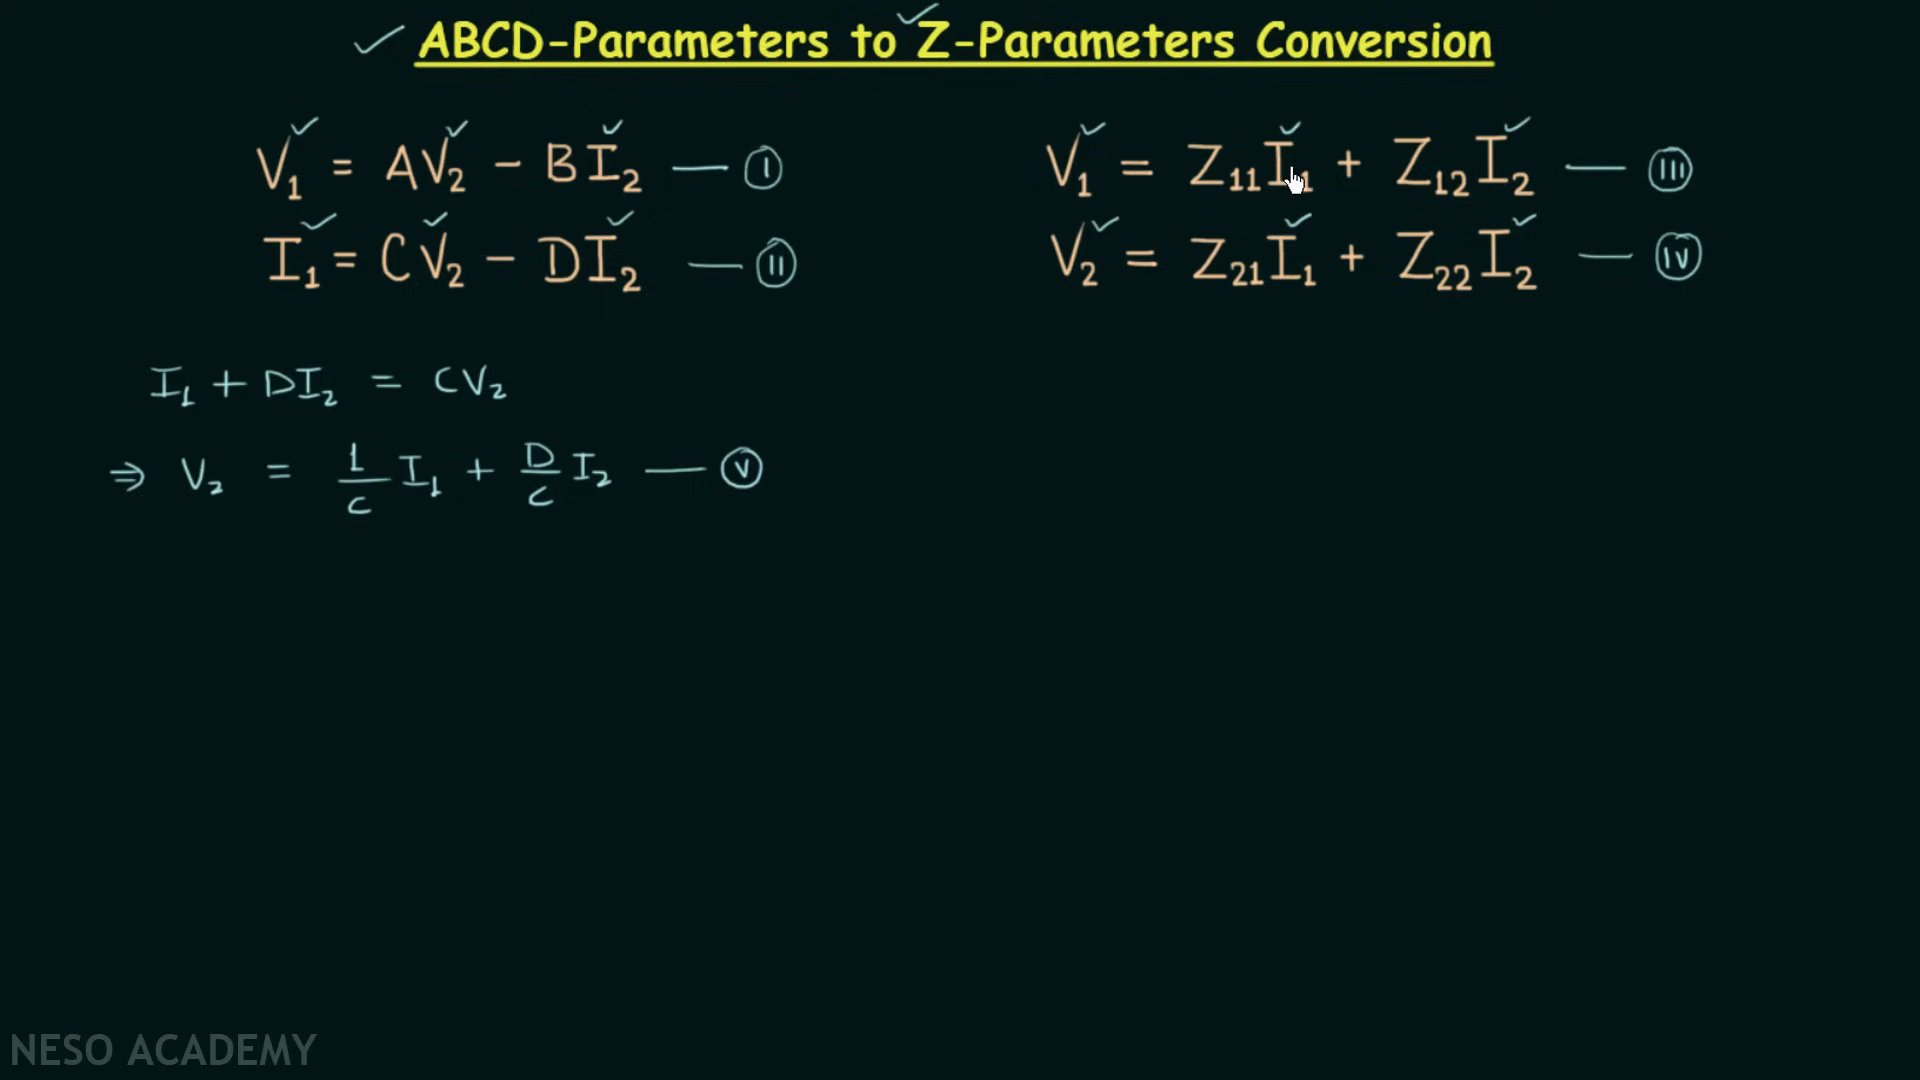 ABCD-Parameters to Z-Parameters Conversion
V₁ = AV₂ - BI₂ — I
I₁ = CV₂ - DI₂ — II
V₁ = Z₁₁I₁ + Z₁₂I₂ — III
V₂ = Z₂₁I₁ + Z₂₂I₂ — IV
I₁ + DI₂ = CV₂
⇒ V₂ = 1/C I₁ + D/C I₂ — V
NESO ACADEMY